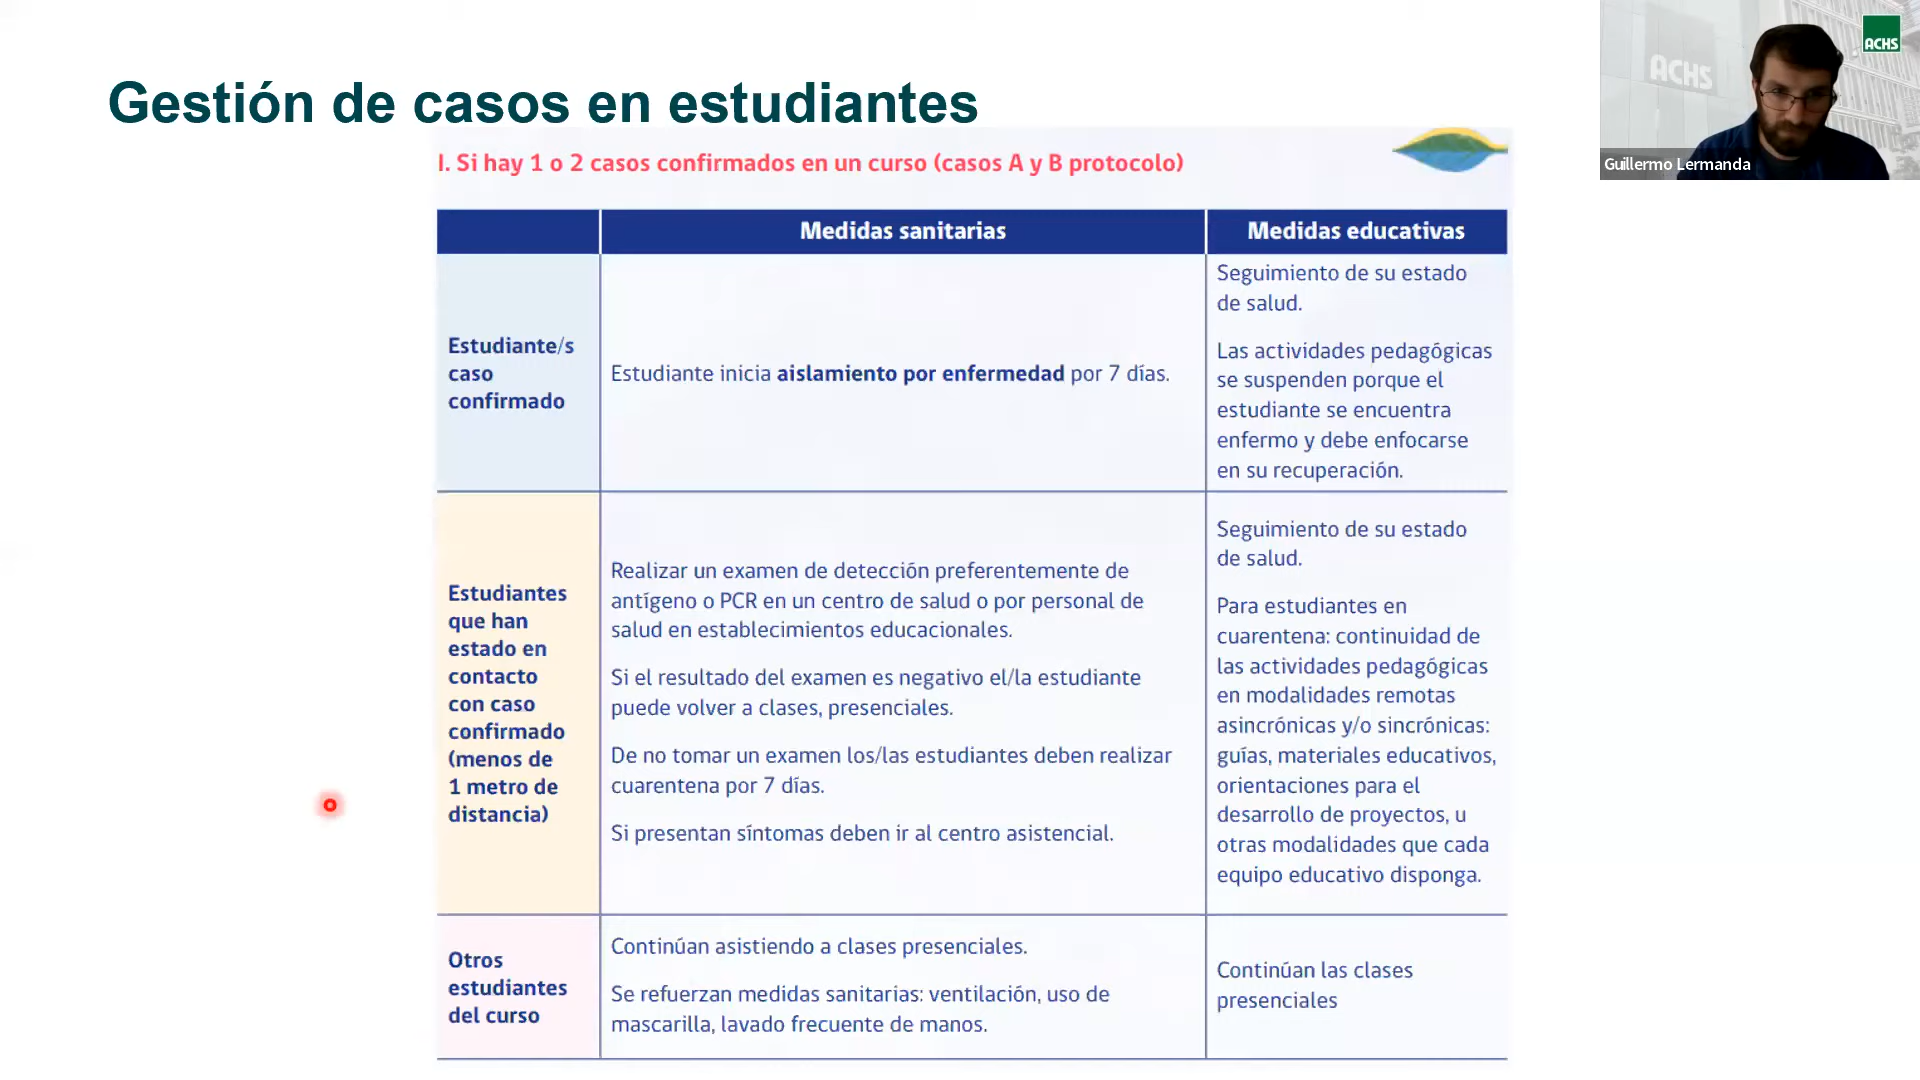 Gestión de casos en estudiantes
I. Si hay 1 o 2 casos confirmados en un curso (casos A y B protocolo)
Medidas sanitarias
Medidas educativas
Estudiante/s
caso
confirmado
Estudiante inicia aislamiento por enfermedad por 7 días.
Seguimiento de su estado
de salud.
Las actividades pedagógicas
se suspenden porque el
estudiante se encuentra
enfermo y debe enfocarse
en su recuperación.
Estudiantes
que han
estado en
contacto
con caso
confirmado
(menos de
1 metro de
distancia)
Realizar un examen de detección preferentemente de
antígeno o PCR en un centro de salud o por personal de
salud en establecimientos educacionales.
Si el resultado del examen es negativo el/la estudiante
puede volver a clases, presenciales.
De no tomar un examen los/las estudiantes deben realizar
cuarentena por 7 días.
Si presentan síntomas deben ir al centro asistencial.
Seguimiento de su estado
de salud.
Para estudiantes en
cuarentena: continuidad de
las actividades pedagógicas
en modalidades remotas
asincrónicas y/o sincrónicas:
guías, materiales educativos,
orientaciones para el
desarrollo de proyectos, u
otras modalidades que cada
equipo educativo disponga.
Otros
estudiantes
del curso
Continúan asistiendo a clases presenciales.
Se refuerzan medidas sanitarias: ventilación, uso de
mascarilla, lavado frecuente de manos.
Continúan las clases
presenciales
ACHS
ACHS
Guillermo Lermanda